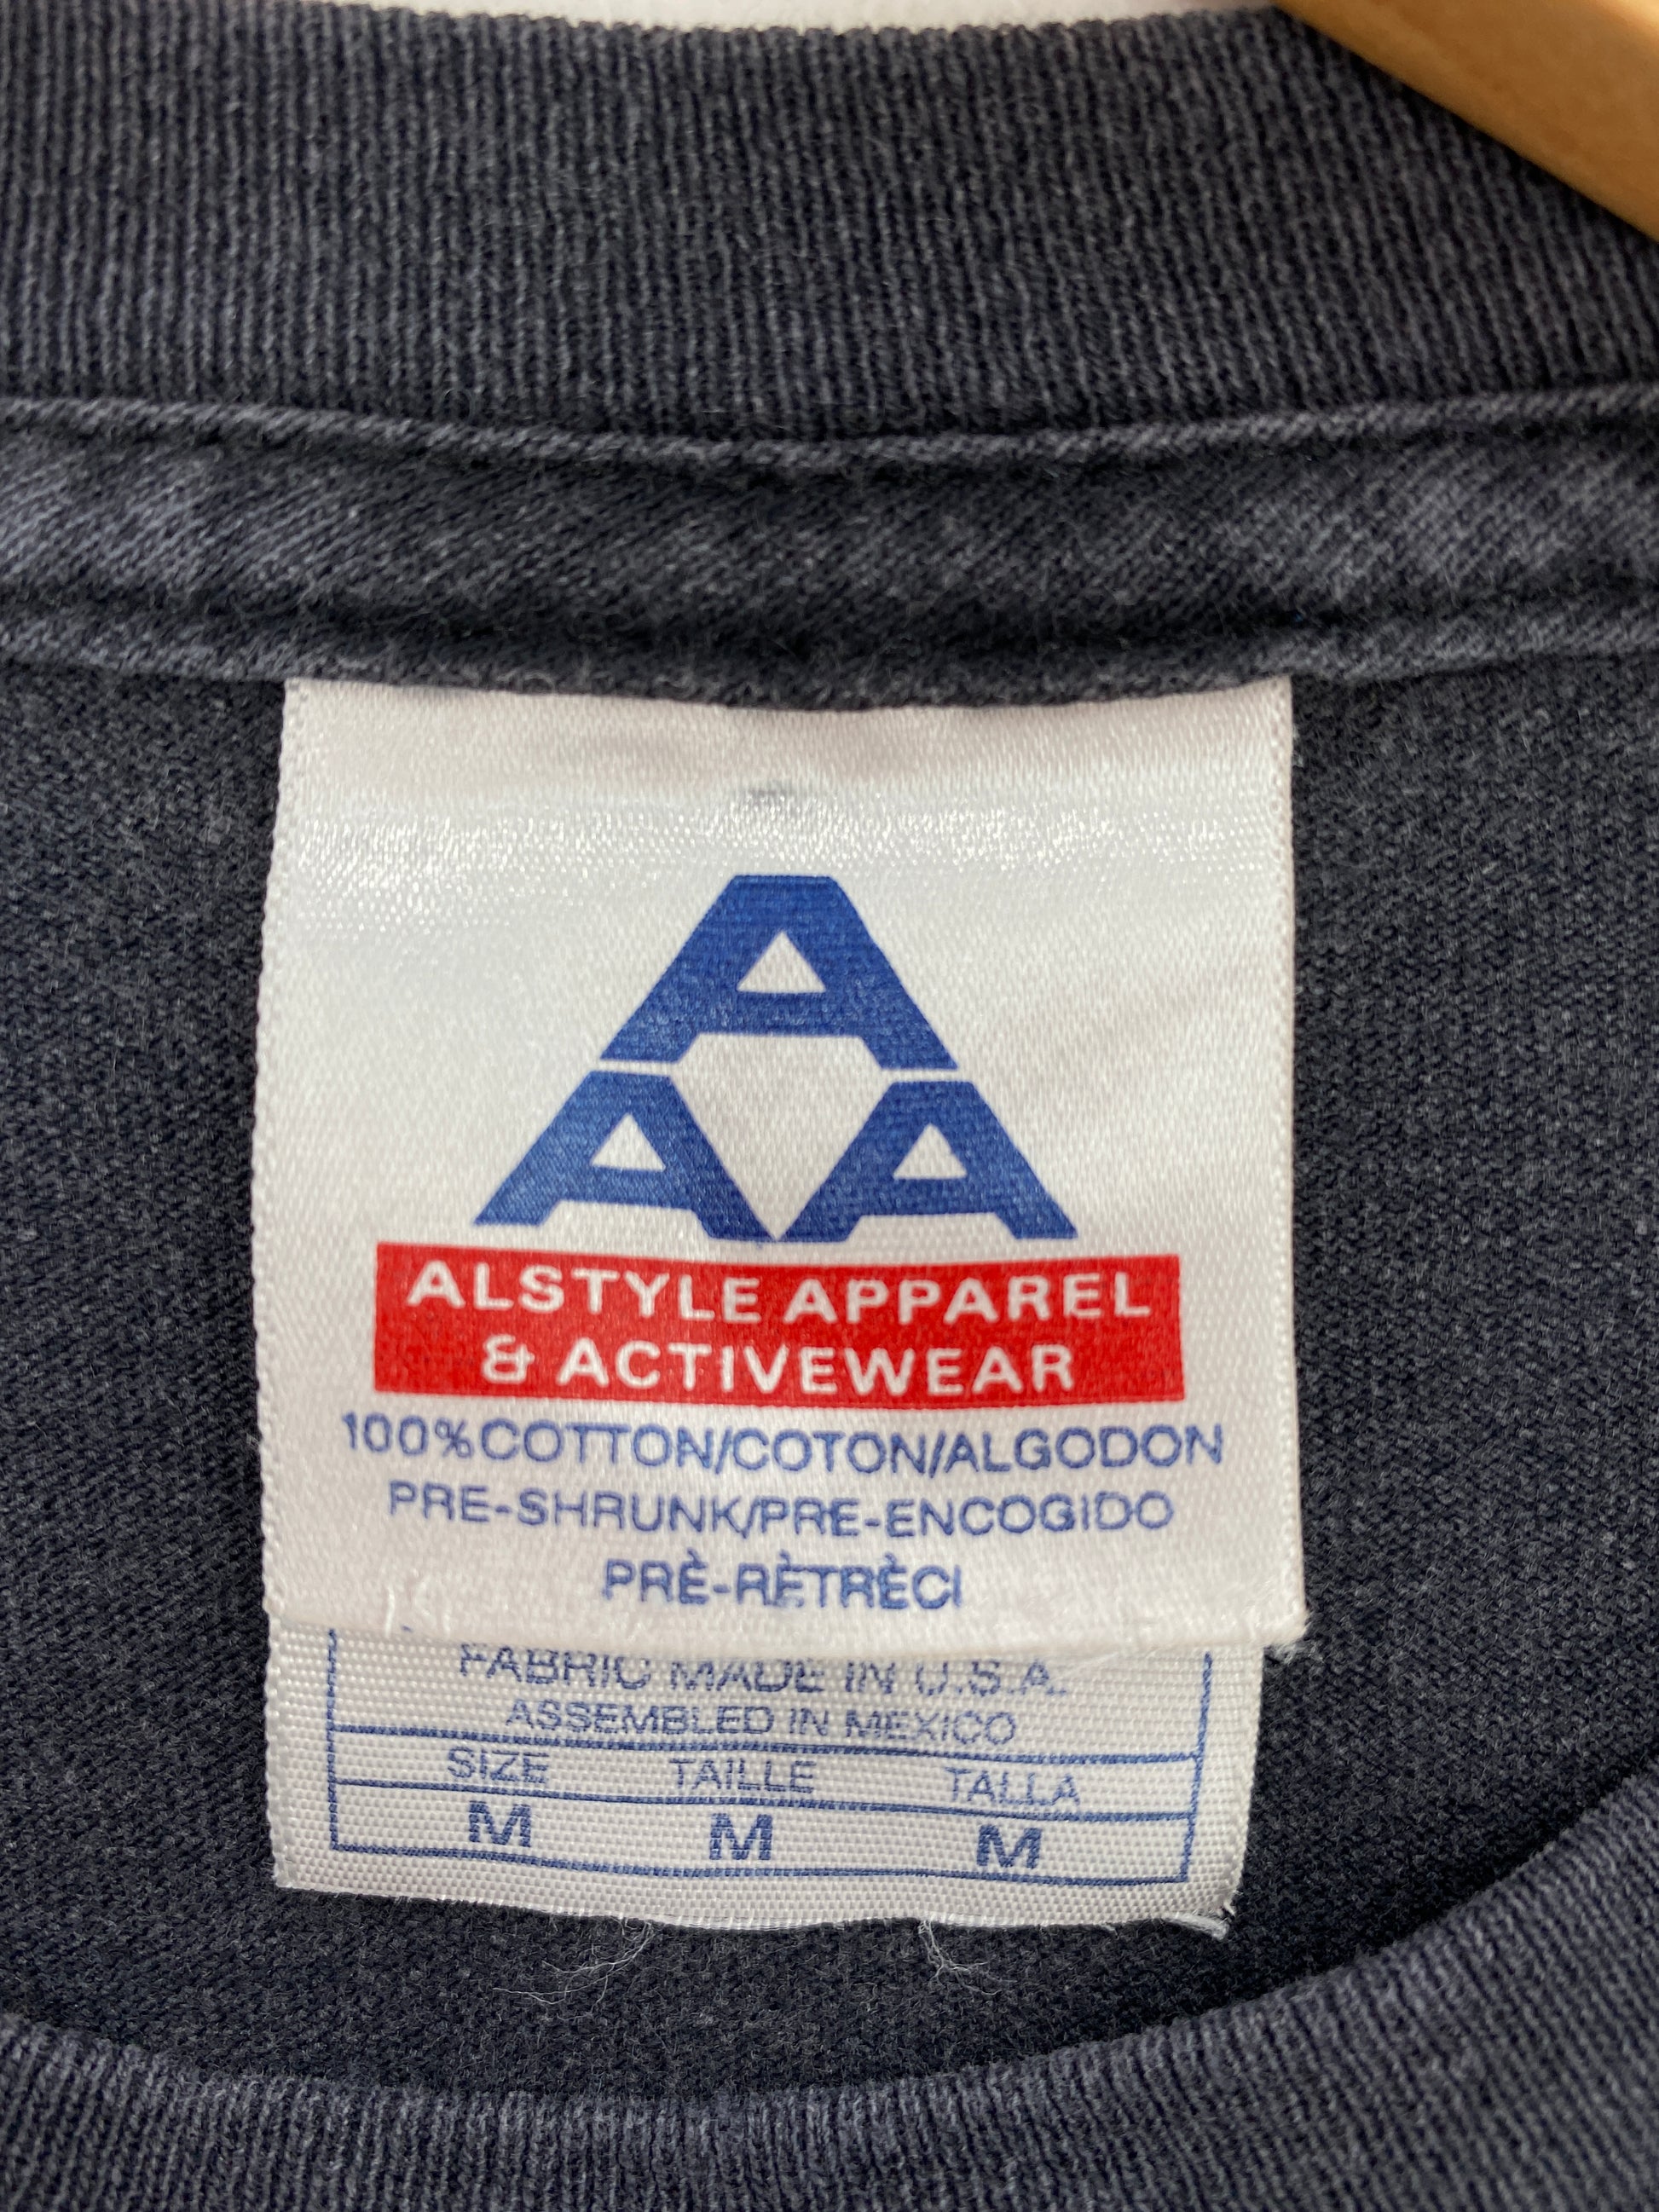 A
A A
ALSTYLE APPAREL
& ACTIVEWEAR
100% COTTON/COTON/ALGODON
PRE-SHRUNK/PRE-ENCOGIDO
PRÈ-RÈTRÈCI
FABRIC MADE IN U.S.A.
ASSEMBLED IN MEXICO
SIZE TAILLE TALLA
M M M